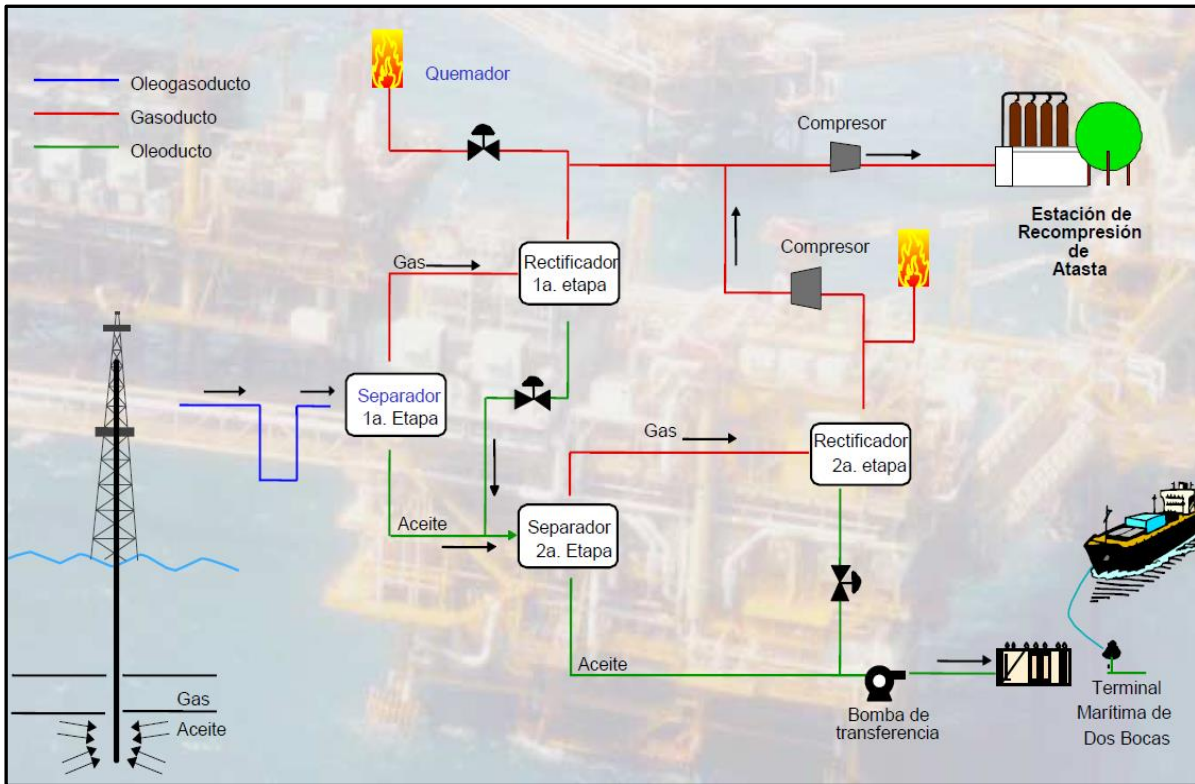 Oleogasoducto
Gasoducto
Oleoducto
Quemador
Compresor
Estación de
Recompresión
de
Atasta
Gas
Rectificador
1a. etapa
Compresor
Separador
1a. Etapa
Gas
Rectificador
2a. etapa
Aceite
Separador
2a. Etapa
Aceite
Bomba de
transferencia
Terminal
Marítima de
Dos Bocas
Gas
Aceite